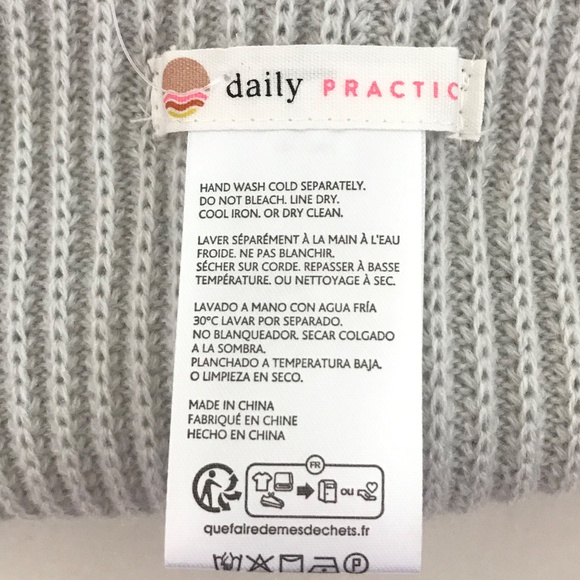 daily PRACTIC
HAND WASH COLD SEPARATELY.
DO NOT BLEACH. LINE DRY.
COOL IRON. OR DRY CLEAN.
LAVER SÉPARÉMENT À LA MAIN À L'EAU
FROIDE. NE PAS BLANCHIR.
SÉCHER SUR CORDE. REPASSER À BASSE
TEMPÉRATURE. OU NETTOYAGE À SEC.
LAVADO A MANO CON AGUA FRÍA
30°C LAVAR POR SEPARADO.
NO BLANQUEADOR. SECAR COLGADO
A LA SOMBRA.
PLANCHADO A TEMPERATURA BAJA.
O LIMPIEZA EN SECO.
MADE IN CHINA
FABRIQUÉ EN CHINE
HECHO EN CHINA
FR
OU
quefairedemesdechets.fr
P